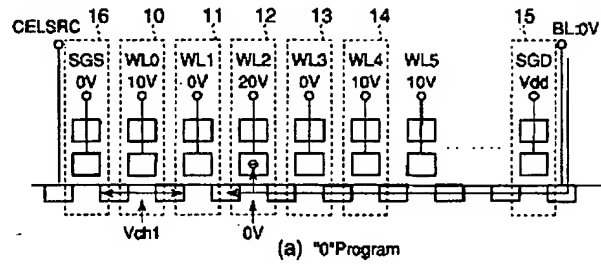 16 10 11 12 13 14 15
CELSRC BL:0V
SGS WL0 WL1 WL2 WL3 WL4 WL5 SGD
0V 10V 0V 20V 0V 10V 10V Vdd
Vch1 0V
(a) "0"Program